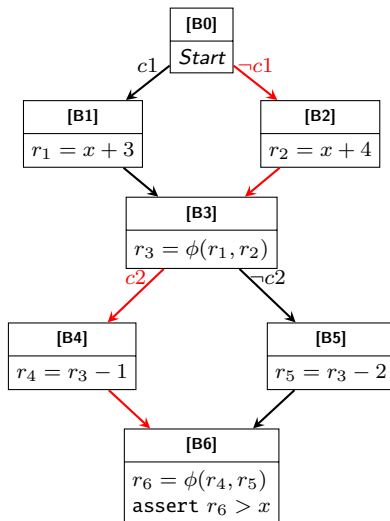 [B0]
Start
c1 ¬c1
[B1] [B2]
r₁ = x + 3 r₂ = x + 4
[B3]
r₃ = ϕ(r₁, r₂)
c2 ¬c2
[B4] [B5]
r₄ = r₃ − 1 r₅ = r₃ − 2
[B6]
r₆ = ϕ(r₄, r₅)
assert r₆ > x